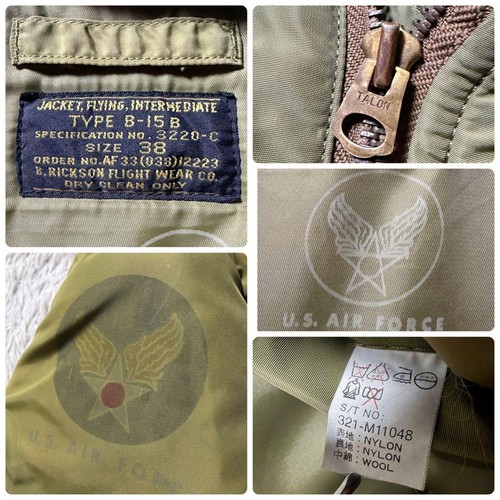 JACKET, FLYING, INTERMEDIATE
TYPE B-15B
SPECIFICATION NO. 3220-C
SIZE 38
ORDER NO. AF33(038)12223
B. RICKSON FLIGHT WEAR CO.
DRY CLEAN ONLY
TALON
U.S. AIR FORCE
U.S. AIR FORCE
S/T NO:
321-M11048
表地:NYLON
裏地:NYLON
中綿:WOOL